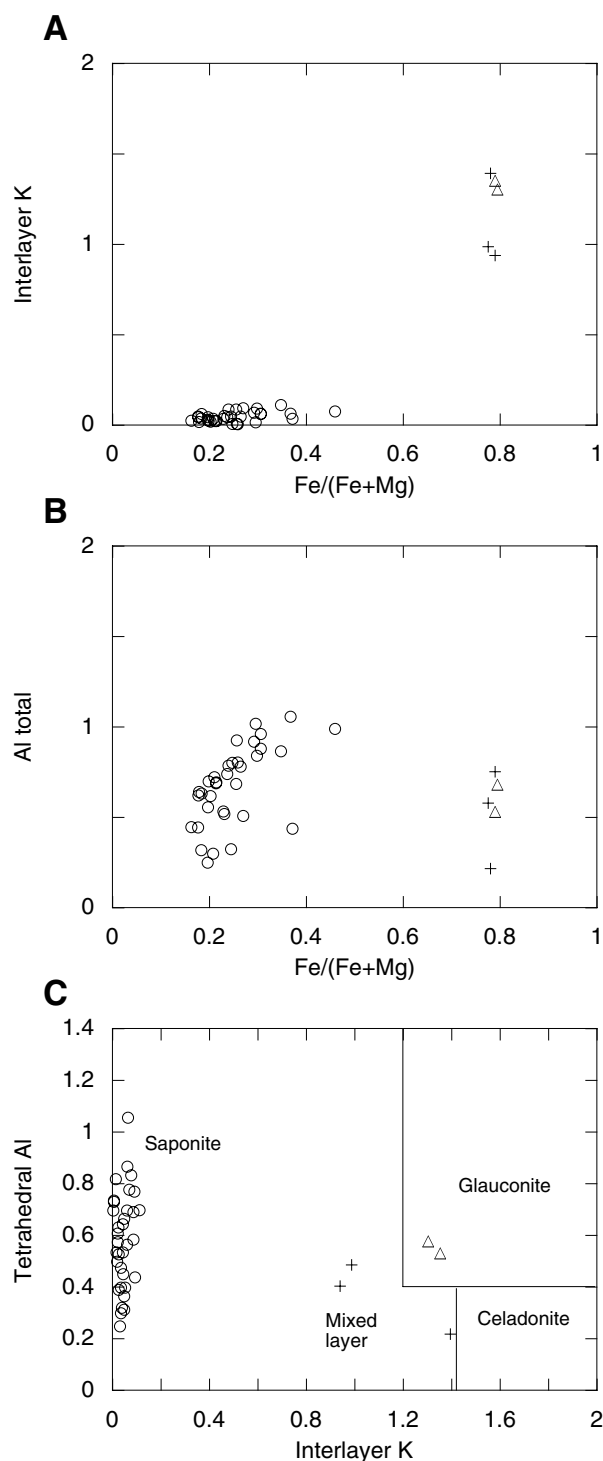 A
2
1
0
Interlayer K
0 0.2 0.4 0.6 0.8 1
Fe/(Fe+Mg)
B
2
1
0
Al total
0 0.2 0.4 0.6 0.8 1
Fe/(Fe+Mg)
C
1.4
1.2
1
0.8
0.6
0.4
0.2
0
Tetrahedral Al
Saponite
Glauconite
Mixed
layer
Celadonite
0 0.4 0.8 1.2 1.6 2
Interlayer K